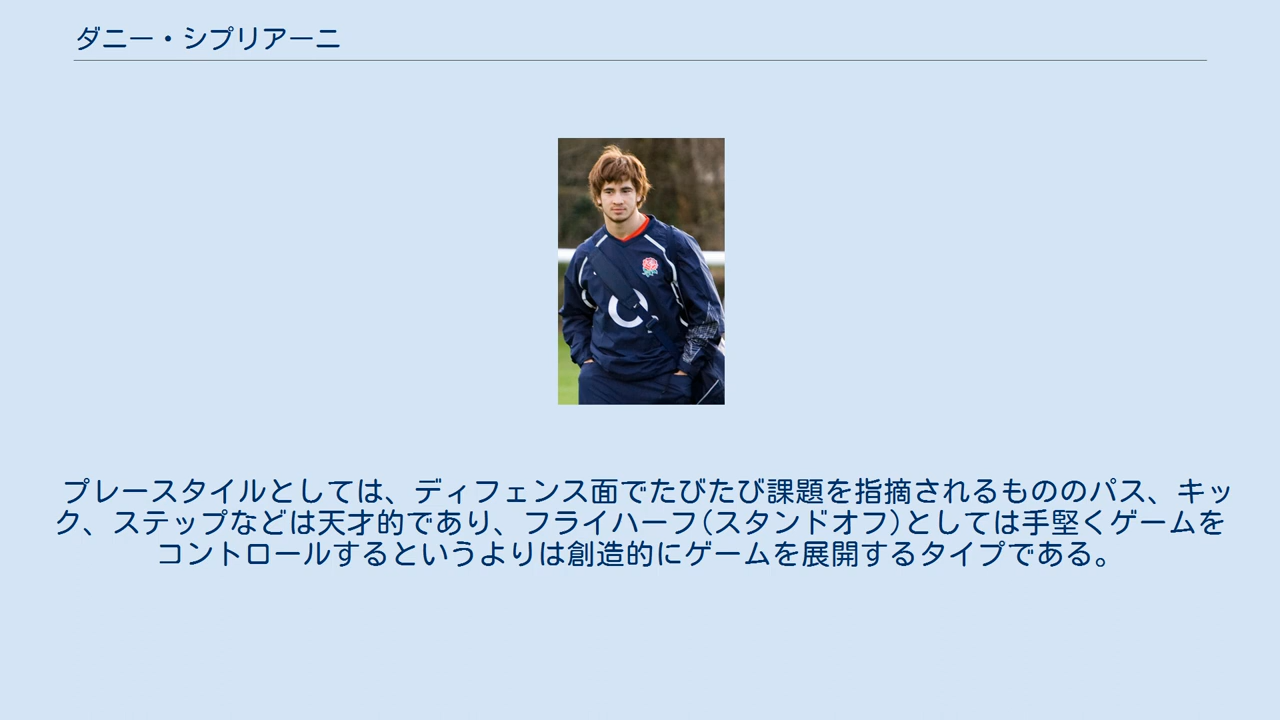 ダニー・シプリアーニ
プレースタイルとしては、ディフェンス面でたびたび課題を指摘されるもののパス、キッ
ク、ステップなどは天才的であり、フライハーフ(スタンドオフ)としては手堅くゲームを
コントロールするというよりは創造的にゲームを展開するタイプである。